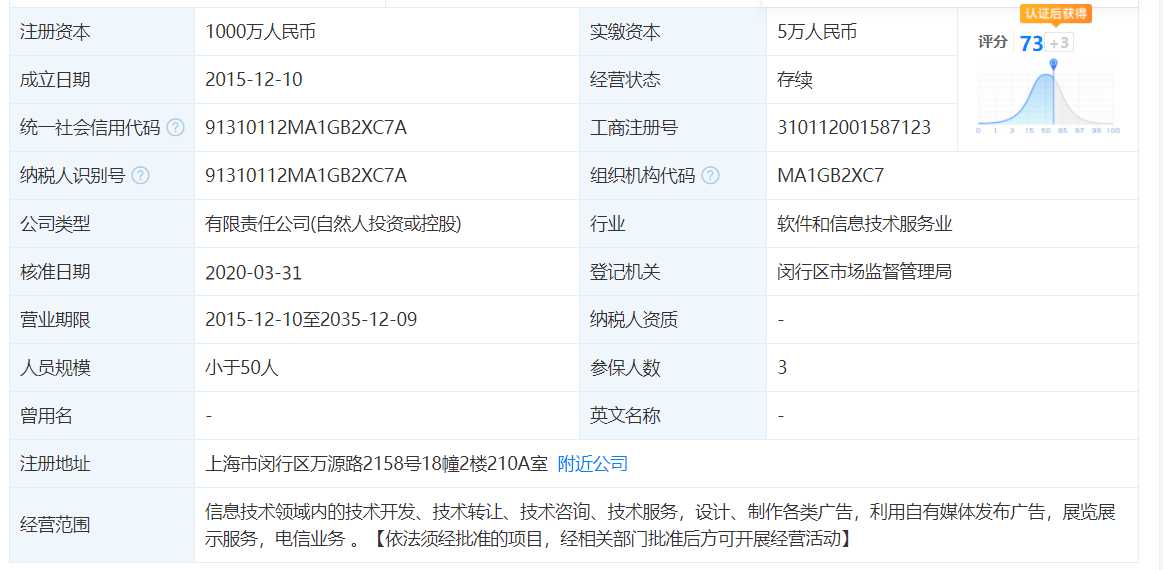 注册资本 1000万人民币 实缴资本 5万人民币
认证后获得
评分 73 +3
成立日期 2015-12-10 经营状态 存续
统一社会信用代码 ? 91310112MA1GB2XC7A 工商注册号 310112001587123
0 1 3 15 50 85 97 99 100
纳税人识别号 ? 91310112MA1GB2XC7A 组织机构代码 ? MA1GB2XC7
公司类型 有限责任公司(自然人投资或控股) 行业 软件和信息技术服务业
核准日期 2020-03-31 登记机关 闵行区市场监督管理局
营业期限 2015-12-10至2035-12-09 纳税人资质 -
人员规模 小于50人 参保人数 3
曾用名 - 英文名称 -
注册地址 上海市闵行区万源路2158号18幢2楼210A室 附近公司
经营范围 信息技术领域内的技术开发、技术转让、技术咨询、技术服务，设计、制作各类广告，利用自有媒体发布广告，展览展
示服务，电信业务 。【依法须经批准的项目，经相关部门批准后方可开展经营活动】